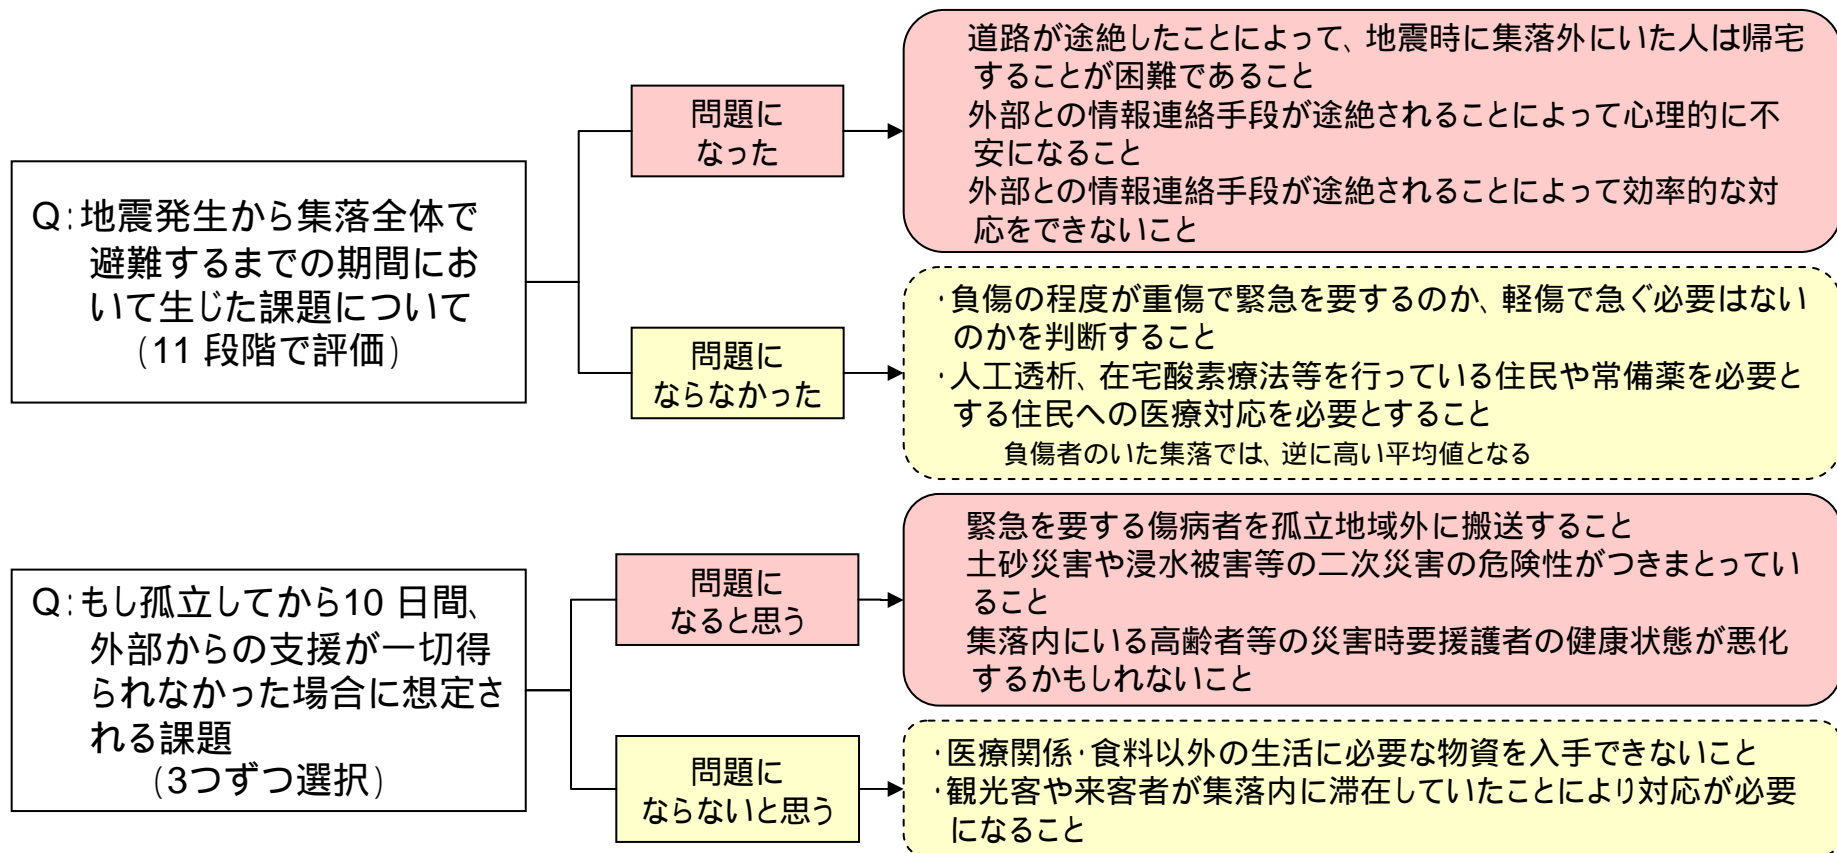 Q：地震発生から集落全体で
避難するまでの期間にお
いて生じた課題について
（11 段階で評価）
問題に
なった
道路が途絶したことによって、地震時に集落外にいた人は帰宅
することが困難であること
外部との情報連絡手段が途絶されることによって心理的に不
安になること
外部との情報連絡手段が途絶されることによって効率的な対
応をできないこと
問題に
ならなかった
・負傷の程度が重傷で緊急を要するのか、軽傷で急ぐ必要はない
のかを判断すること
・人工透析、在宅酸素療法等を行っている住民や常備薬を必要と
する住民への医療対応を必要とすること
負傷者のいた集落では、逆に高い平均値となる
Q：もし孤立してから10 日間、
外部からの支援が一切得
られなかった場合に想定さ
れる課題
（3つずつ選択）
問題に
なると思う
緊急を要する傷病者を孤立地域外に搬送すること
土砂災害や浸水被害等の二次災害の危険性がつきまとってい
ること
集落内にいる高齢者等の災害時要援護者の健康状態が悪化
するかもしれないこと
問題に
ならないと思う
・医療関係・食料以外の生活に必要な物資を入手できないこと
・観光客や来客者が集落内に滞在していたことにより対応が必要
になること